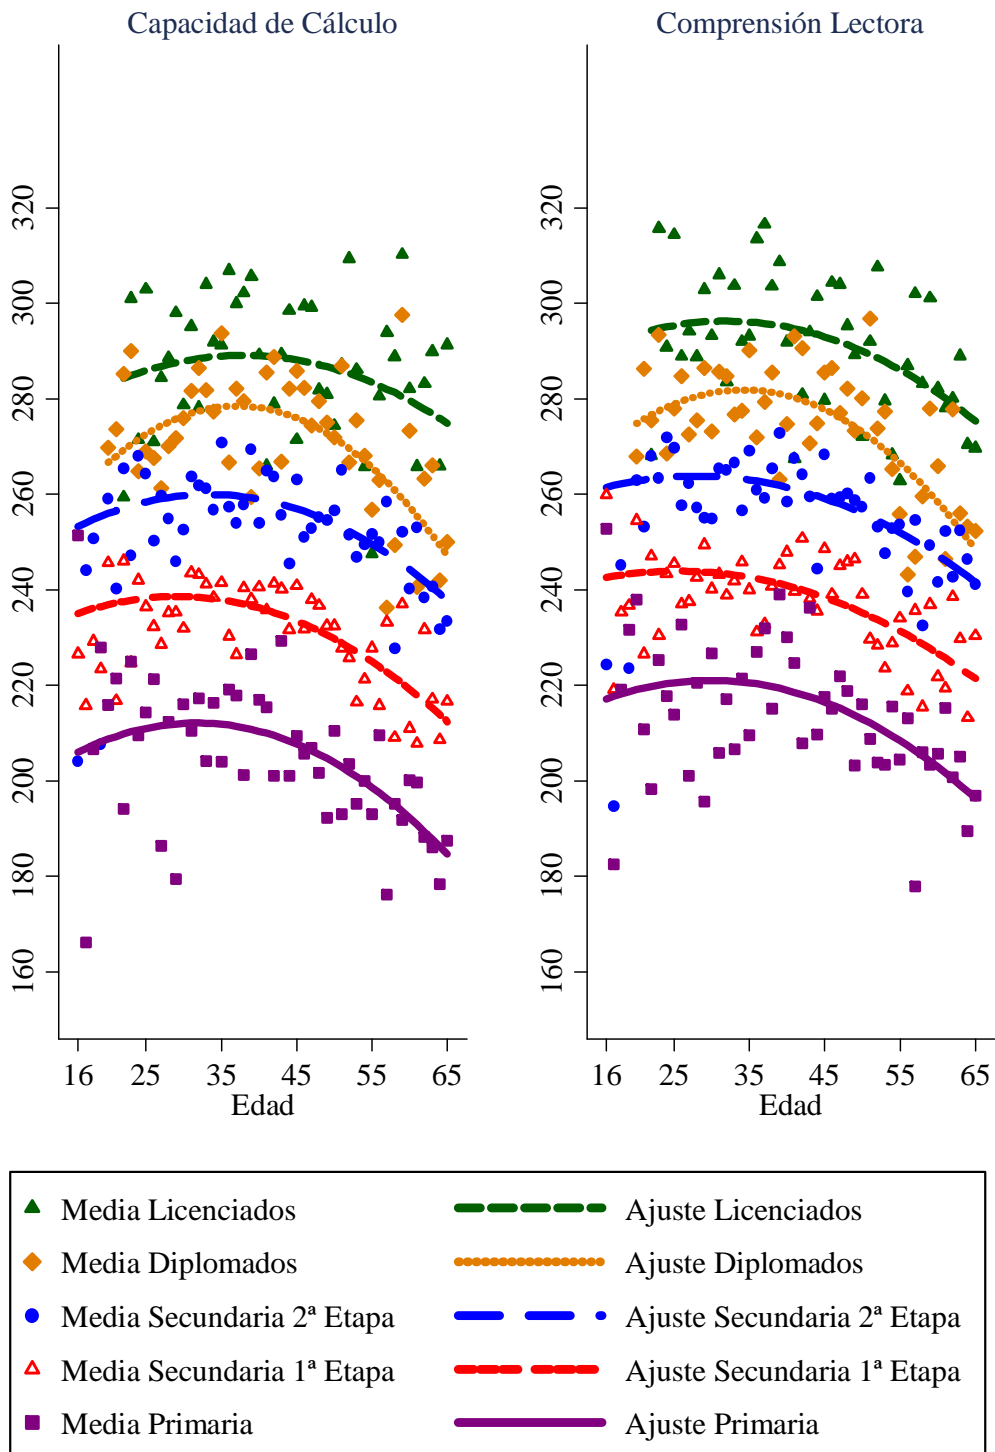 Capacidad de Cálculo
Comprensión Lectora
320
300
280
260
240
220
200
180
160
16 25 35 45 55 65
Edad
320
300
280
260
240
220
200
180
160
16 25 35 45 55 65
Edad
Media Licenciados
Ajuste Licenciados
Media Diplomados
Ajuste Diplomados
Media Secundaria 2ª Etapa
Ajuste Secundaria 2ª Etapa
Media Secundaria 1ª Etapa
Ajuste Secundaria 1ª Etapa
Media Primaria
Ajuste Primaria